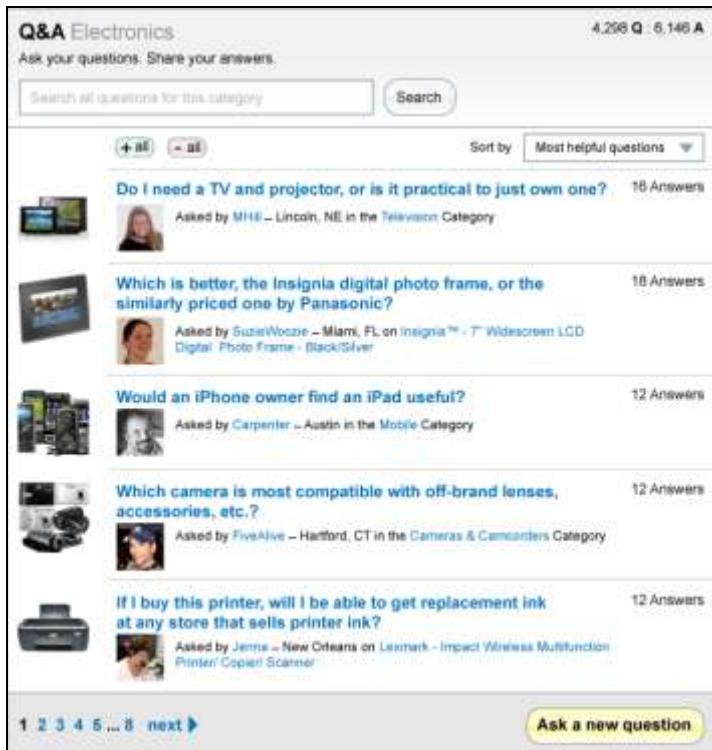 Q&A Electronics
4,298 Q : 6,146 A
Ask your questions. Share your answers.
Search all questions for this category
Search
+ all - all
Sort by Most helpful questions
Do I need a TV and projector, or is it practical to just own one?
16 Answers
Asked by MHill – Lincoln, NE in the Television Category
Which is better, the Insignia digital photo frame, or the
similarly priced one by Panasonic?
18 Answers
Asked by SuzieWoozie – Miami, FL on Insignia™ - 7" Widescreen LCD
Digital Photo Frame - Black/Silver
Would an iPhone owner find an iPad useful?
12 Answers
Asked by Carpenter – Austin in the Mobile Category
Which camera is most compatible with off-brand lenses,
accessories, etc.?
12 Answers
Asked by FiveAlive – Hartford, CT in the Cameras & Camcorders Category
If I buy this printer, will I be able to get replacement ink
at any store that sells printer ink?
12 Answers
Asked by Jenna – New Orleans on Lexmark - Impact Wireless Multifunction
Printer/ Copier/ Scanner
1 2 3 4 5 ... 8 next
Ask a new question